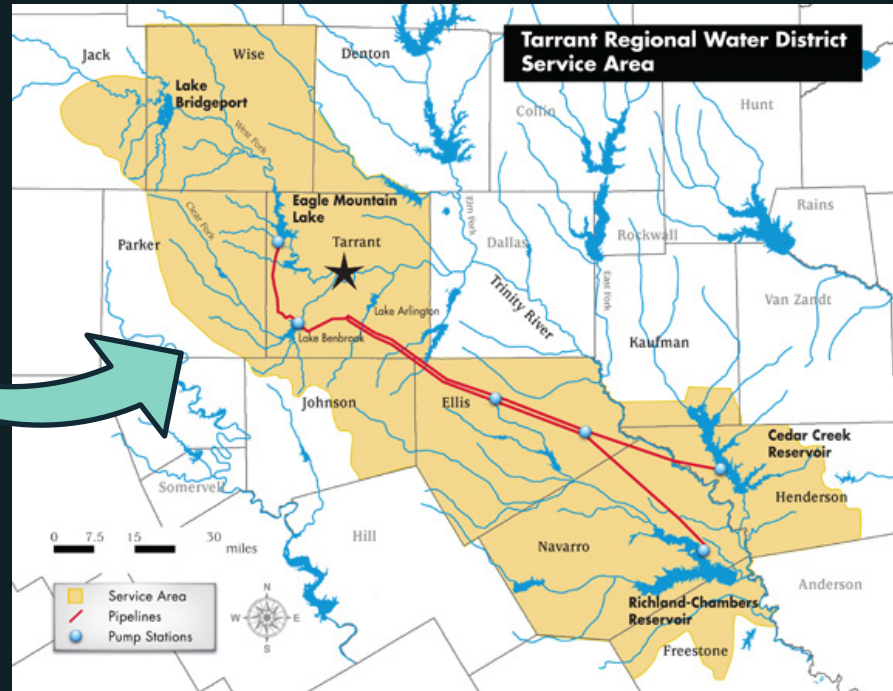 Tarrant Regional Water District
Service Area
Jack
Wise
Denton
Collin
Hunt
Lake
Bridgeport
West Fork
Eagle Mountain
Lake
Clear Fork
Elm Fork
Parker
Tarrant
Dallas
Rockwall
Rains
East Fork
Trinity River
Van Zandt
Lake Arlington
Lake Benbrook
Kaufman
Johnson
Ellis
Cedar Creek
Reservoir
Somervell
Henderson
Hill
Navarro
Anderson
Richland-Chambers
Reservoir
Freestone
0 7.5 15 30
miles
Service Area
Pipelines
Pump Stations
N
W E
S